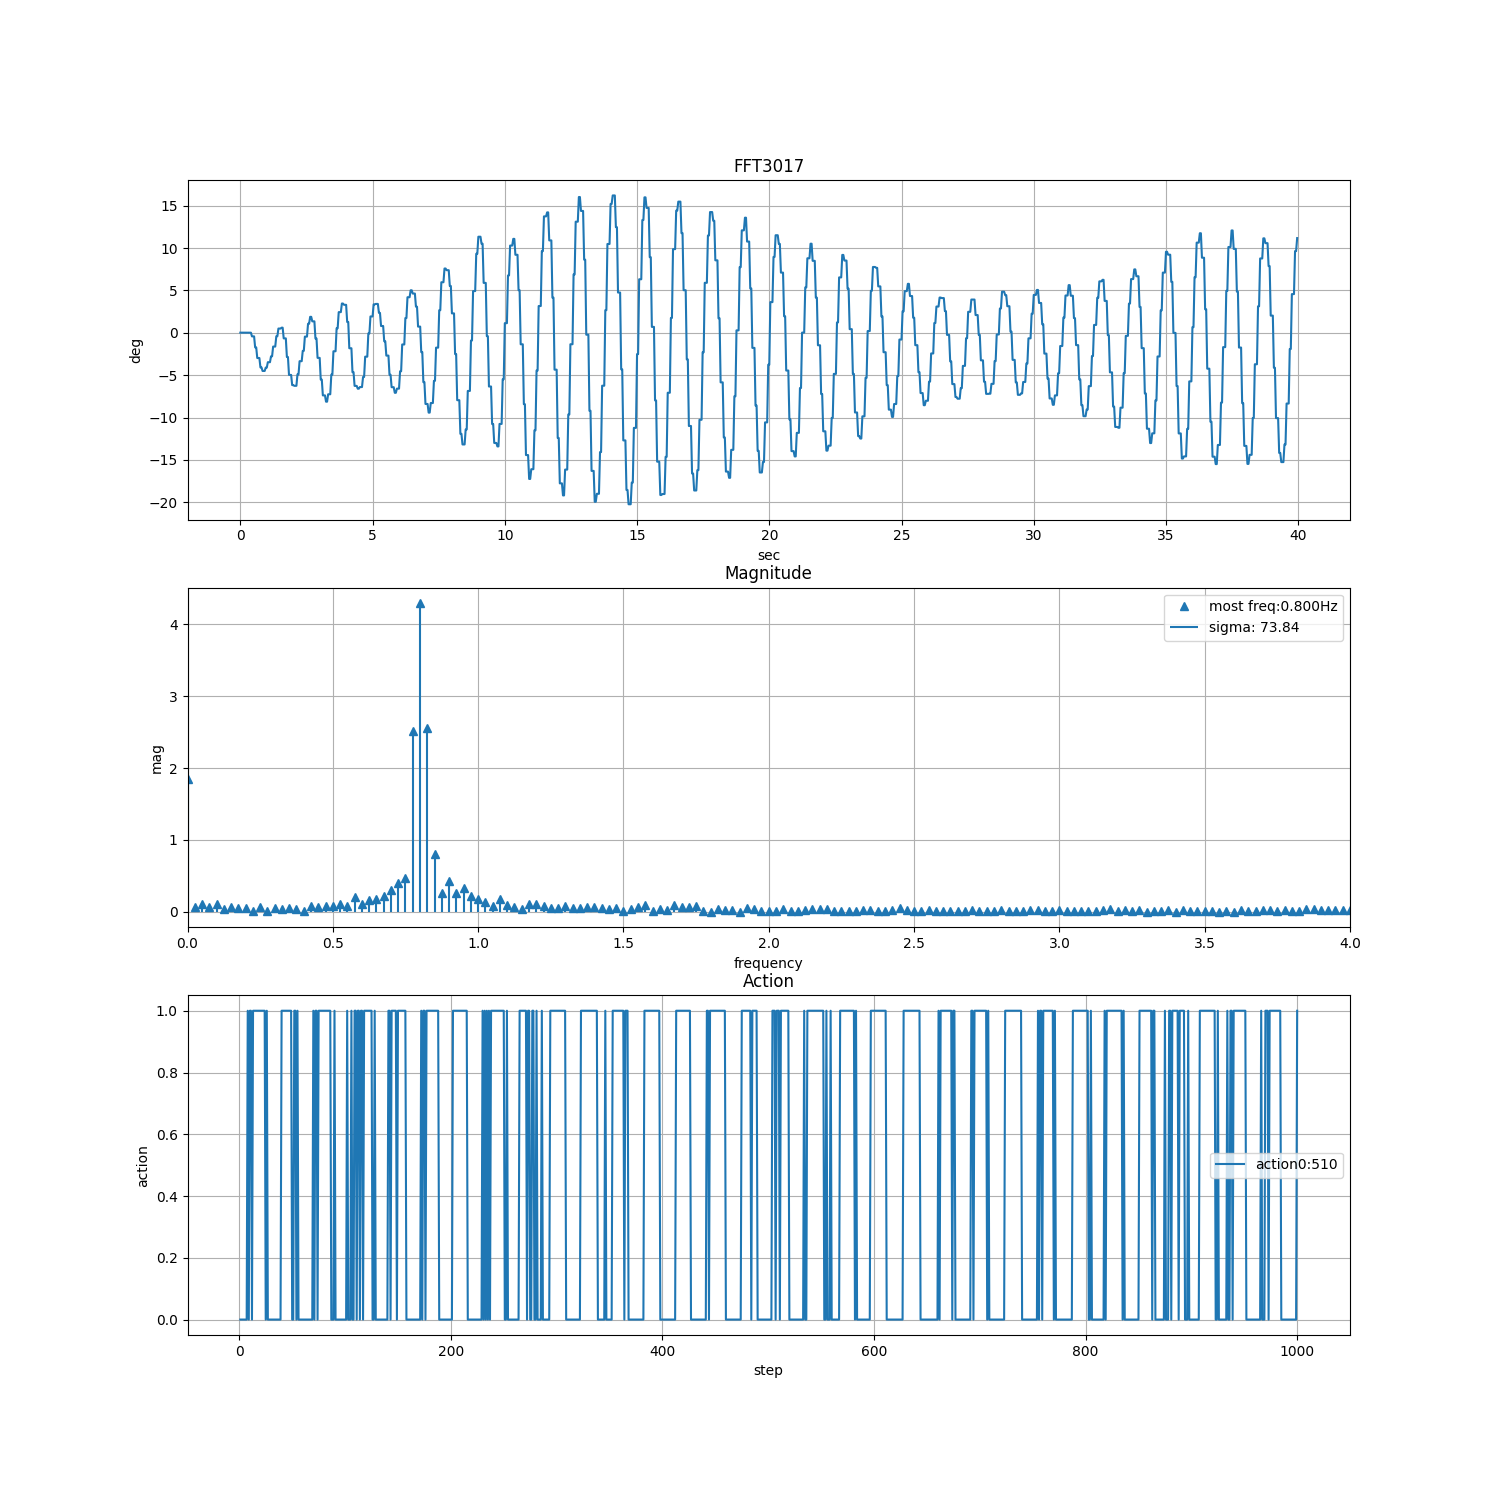 FFT3017
15
10
5
0
−5
−10
−15
−20
deg
0 5 10 15 20 25 30 35 40
sec
Magnitude
4
3
2
1
0
mag
most freq:0.800Hz
sigma: 73.84
0.0 0.5 1.0 1.5 2.0 2.5 3.0 3.5 4.0
frequency
Action
1.0
0.8
0.6
0.4
0.2
0.0
action
action0:510
0 200 400 600 800 1000
step